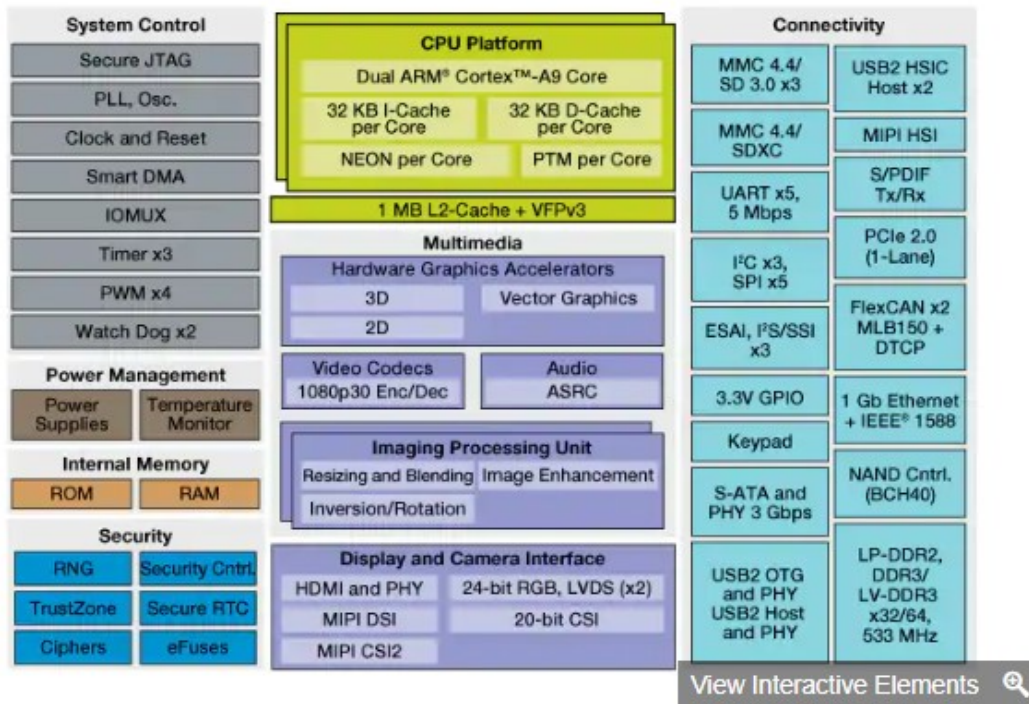 System Control
Secure JTAG
PLL, Osc.
Clock and Reset
Smart DMA
IOMUX
Timer x3
PWM x4
Watch Dog x2
Power Management
Power
Supplies
Temperature
Monitor
Internal Memory
ROM
RAM
Security
RNG
Security Cntrl.
TrustZone
Secure RTC
Ciphers
eFuses
CPU Platform
Dual ARM® Cortex™-A9 Core
32 KB I-Cache
per Core
32 KB D-Cache
per Core
NEON per Core
PTM per Core
1 MB L2-Cache + VFPv3
Multimedia
Hardware Graphics Accelerators
3D
Vector Graphics
2D
Video Codecs
1080p30 Enc/Dec
Audio
ASRC
Imaging Processing Unit
Resizing and Blending
Image Enhancement
Inversion/Rotation
Display and Camera Interface
HDMI and PHY
24-bit RGB, LVDS (x2)
MIPI DSI
20-bit CSI
MIPI CSI2
Connectivity
MMC 4.4/
SD 3.0 x3
MMC 4.4/
SDXC
UART x5,
5 Mbps
I²C x3,
SPI x5
ESAI, I²S/SSI
x3
3.3V GPIO
Keypad
S-ATA and
PHY 3 Gbps
USB2 OTG
and PHY
USB2 Host
and PHY
USB2 HSIC
Host x2
MIPI HSI
S/PDIF
Tx/Rx
PCIe 2.0
(1-Lane)
FlexCAN x2
MLB150 +
DTCP
1 Gb Ethernet
+ IEEE® 1588
NAND Cntrl.
(BCH40)
LP-DDR2,
DDR3/
LV-DDR3
x32/64,
533 MHz
View Interactive Elements